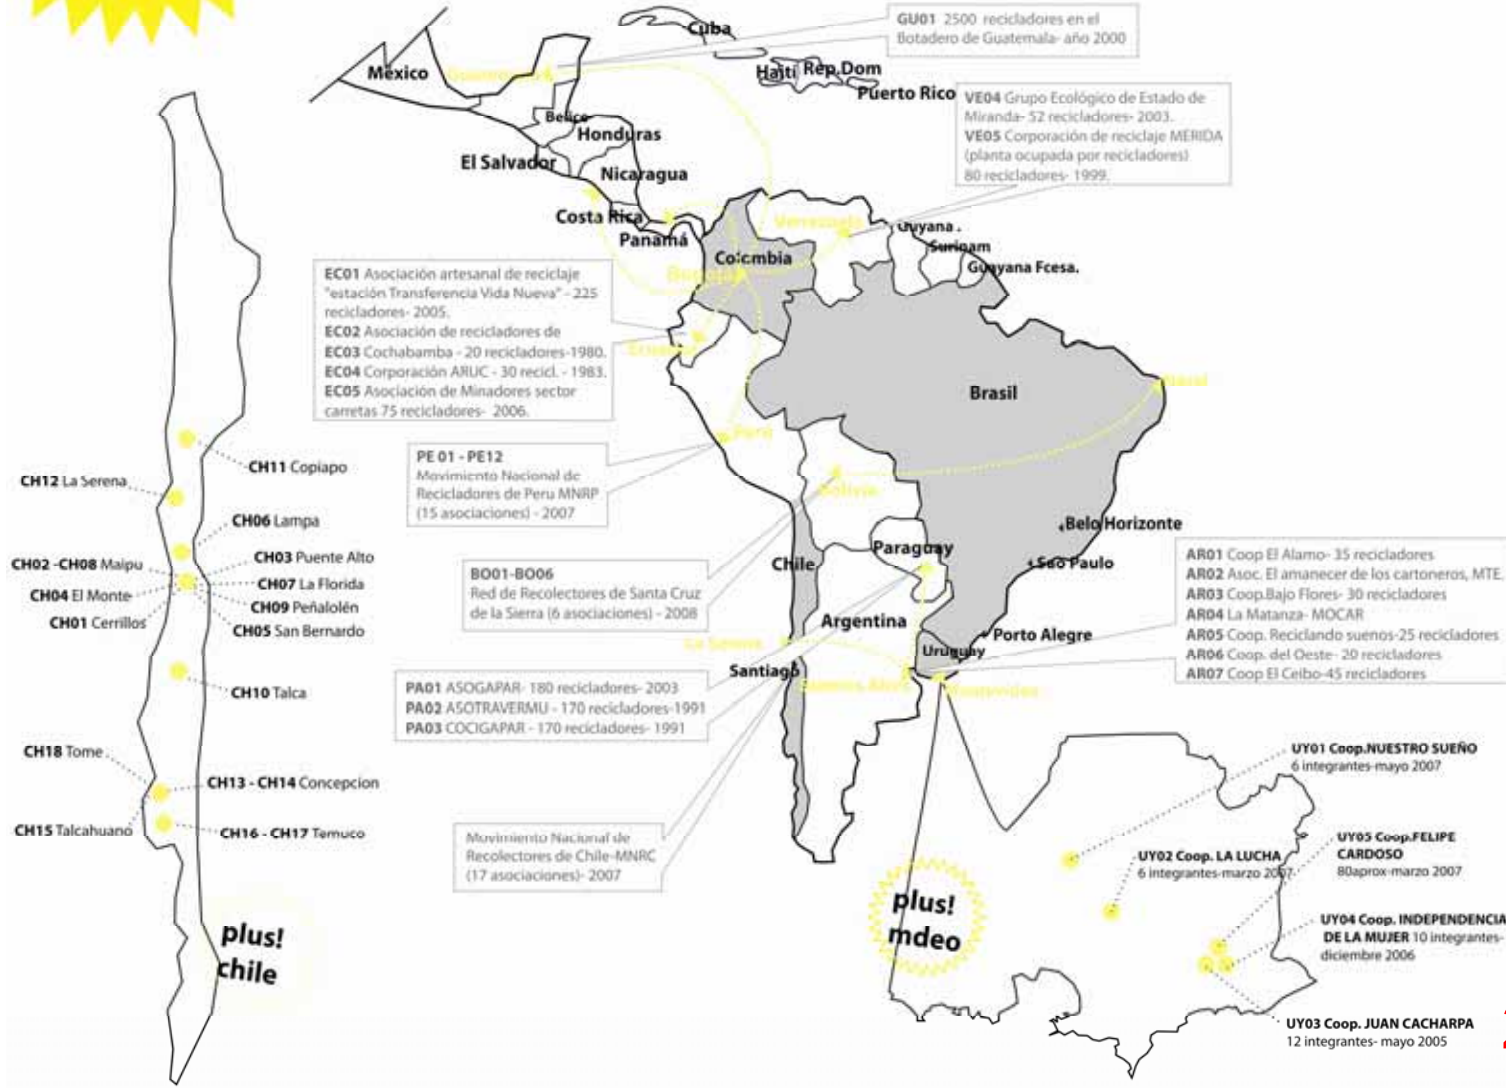 GU01 2500 recicladores en el
Botadero de Guatemala- año 2000
Cuba
México
Haití
Rep.Dom
Puerto Rico
Belice
Honduras
El Salvador
Nicaragua
Costa Rica
Panamá
VE04 Grupo Ecológico de Estado de
Miranda- 52 recicladores- 2003.
VE05 Corporación de reciclaje MERIDA
(planta ocupada por recicladores)
80 recicladores- 1999.
Venezuela
Guyana .
Surinam
Guayana Fcesa.
Colombia
Bogotá
EC01 Asociación artesanal de reciclaje
"estación Transferencia Vida Nueva" - 225
recicladores- 2005.
EC02 Asociación de recicladores de
EC03 Cochabamba - 20 recicladores-1980.
EC04 Corporación ARUC - 30 recicl. - 1983.
EC05 Asociación de Minadores sector
carretas 75 recicladores- 2006.
Ecuador
Brasil
Natal
Perú
PE 01 - PE12
Movimiento Nacional de
Recicladores de Peru MNRP
(15 asociaciones) - 2007
Bolivia
Belo Horizonte
Sao Paulo
Paraguay
Chile
BO01-BO06
Red de Recolectores de Santa Cruz
de la Sierra (6 asociaciones) - 2008
Argentina
Porto Alegre
Uruguay
La Serena
Santiago
Buenos Aires
Montevideo
AR01 Coop El Alamo- 35 recicladores
AR02 Asoc. El amanecer de los cartoneros, MTE.
AR03 Coop.Bajo Flores- 30 recicladores
AR04 La Matanza- MOCAR
AR05 Coop. Reciclando suenos-25 recicladores
AR06 Coop. del Oeste- 20 recicladores
AR07 Coop El Ceibo-45 recicladores
PA01 ASOGAPAR- 180 recicladores- 2003
PA02 ASOTRAVERMU - 170 recicladores-1991
PA03 COCIGAPAR - 170 recicladores- 1991
Movimiento Nacional de
Recolectores de Chile-MNRC
(17 asociaciones)- 2007
CH11 Copiapo
CH12 La Serena
CH06 Lampa
CH03 Puente Alto
CH02 -CH08 Maipu
CH07 La Florida
CH04 El Monte
CH09 Peñalolén
CH01 Cerrillos
CH05 San Bernardo
CH10 Talca
CH18 Tome
CH13 - CH14 Concepcion
CH15 Talcahuano
CH16 - CH17 Temuco
plus!
chile
plus!
mdeo
UY01 Coop.NUESTRO SUEÑO
6 integrantes-mayo 2007
UY02 Coop. LA LUCHA
6 integrantes-marzo 2007
UY05 Coop.FELIPE
CARDOSO
80aprox-marzo 2007
UY04 Coop. INDEPENDENCIA
DE LA MUJER 10 integrantes-
diciembre 2006
UY03 Coop. JUAN CACHARPA
12 integrantes- mayo 2005